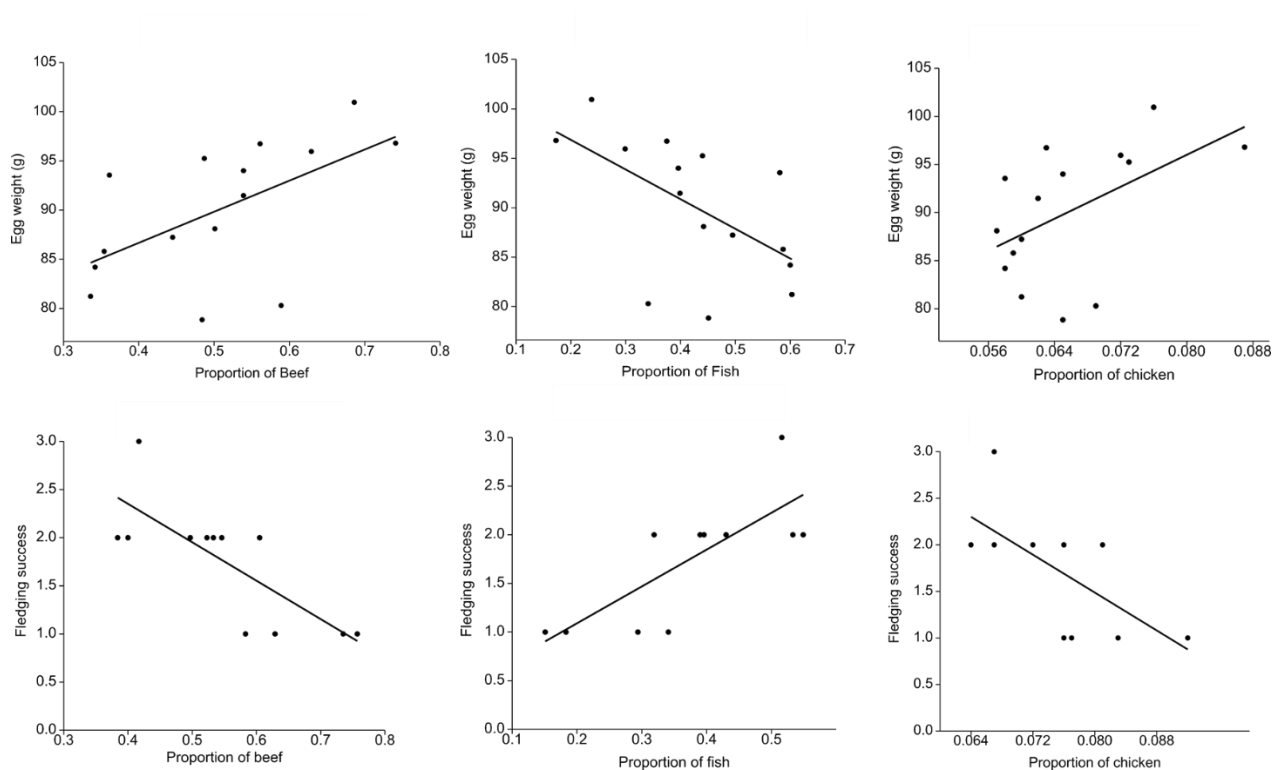 105
100
95
90
85
80
Egg weight (g)
0.3 0.4 0.5 0.6 0.7 0.8
Proportion of Beef
105
100
95
90
85
80
Egg weight (g)
0.1 0.2 0.3 0.4 0.5 0.6 0.7
Proportion of Fish
105
100
95
90
85
80
Egg weight (g)
0.056 0.064 0.072 0.080 0.088
Proportion of chicken
3.0
2.5
2.0
1.5
1.0
0.5
0.0
Fledging success
0.3 0.4 0.5 0.6 0.7 0.8
Proportion of beef
3.0
2.5
2.0
1.5
1.0
0.5
0.0
Fledging success
0.1 0.2 0.3 0.4 0.5
Proportion of fish
3.0
2.5
2.0
1.5
1.0
0.5
0.0
Fledging success
0.064 0.072 0.080 0.088
Proportion of chicken